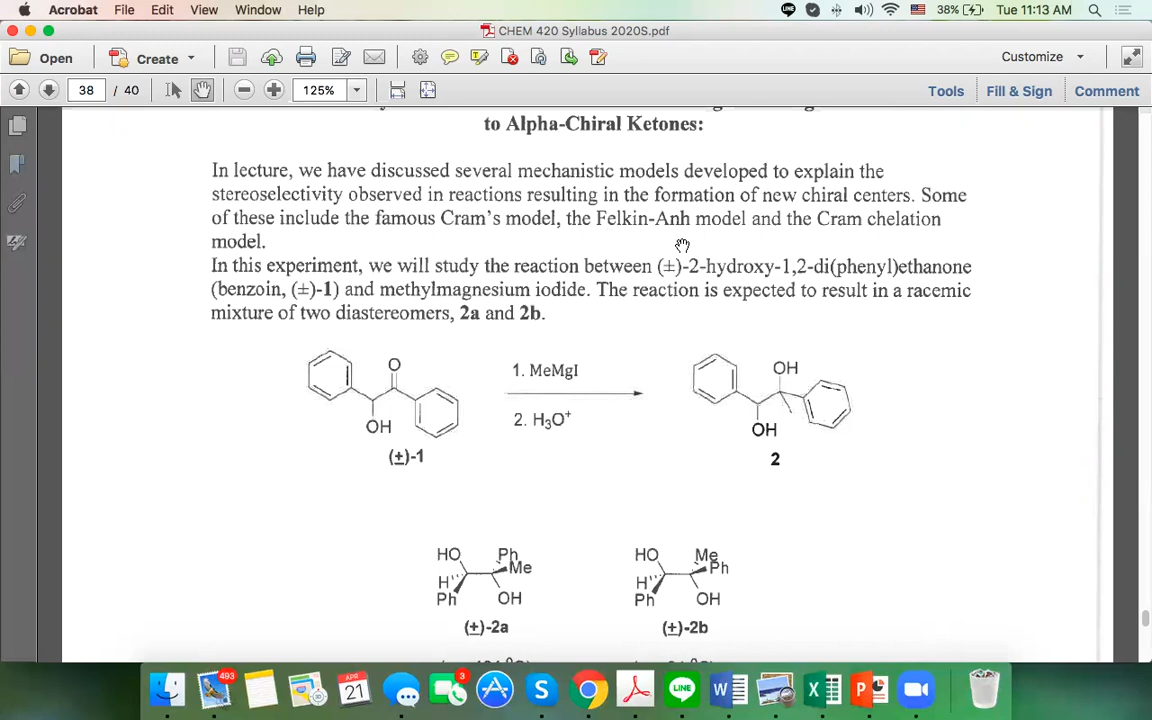 Acrobat File Edit View Window Help 38% Tue 11:13 AM
CHEM 420 Syllabus 2020S.pdf
Open Create Customize
38 / 40 125% Tools Fill & Sign Comment
to Alpha-Chiral Ketones:
In lecture, we have discussed several mechanistic models developed to explain the
stereoselectivity observed in reactions resulting in the formation of new chiral centers. Some
of these include the famous Cram's model, the Felkin-Anh model and the Cram chelation
model.
In this experiment, we will study the reaction between (±)-2-hydroxy-1,2-di(phenyl)ethanone
(benzoin, (±)-1) and methylmagnesium iodide. The reaction is expected to result in a racemic
mixture of two diastereomers, 2a and 2b.
O
OH
(±)-1
1. MeMgI
2. H₃O⁺
OH
OH
2
HO Ph
Me
H
Ph OH
(±)-2a
HO Me
Ph
H
Ph OH
(±)-2b
493 APR 21 3 LINE W X P